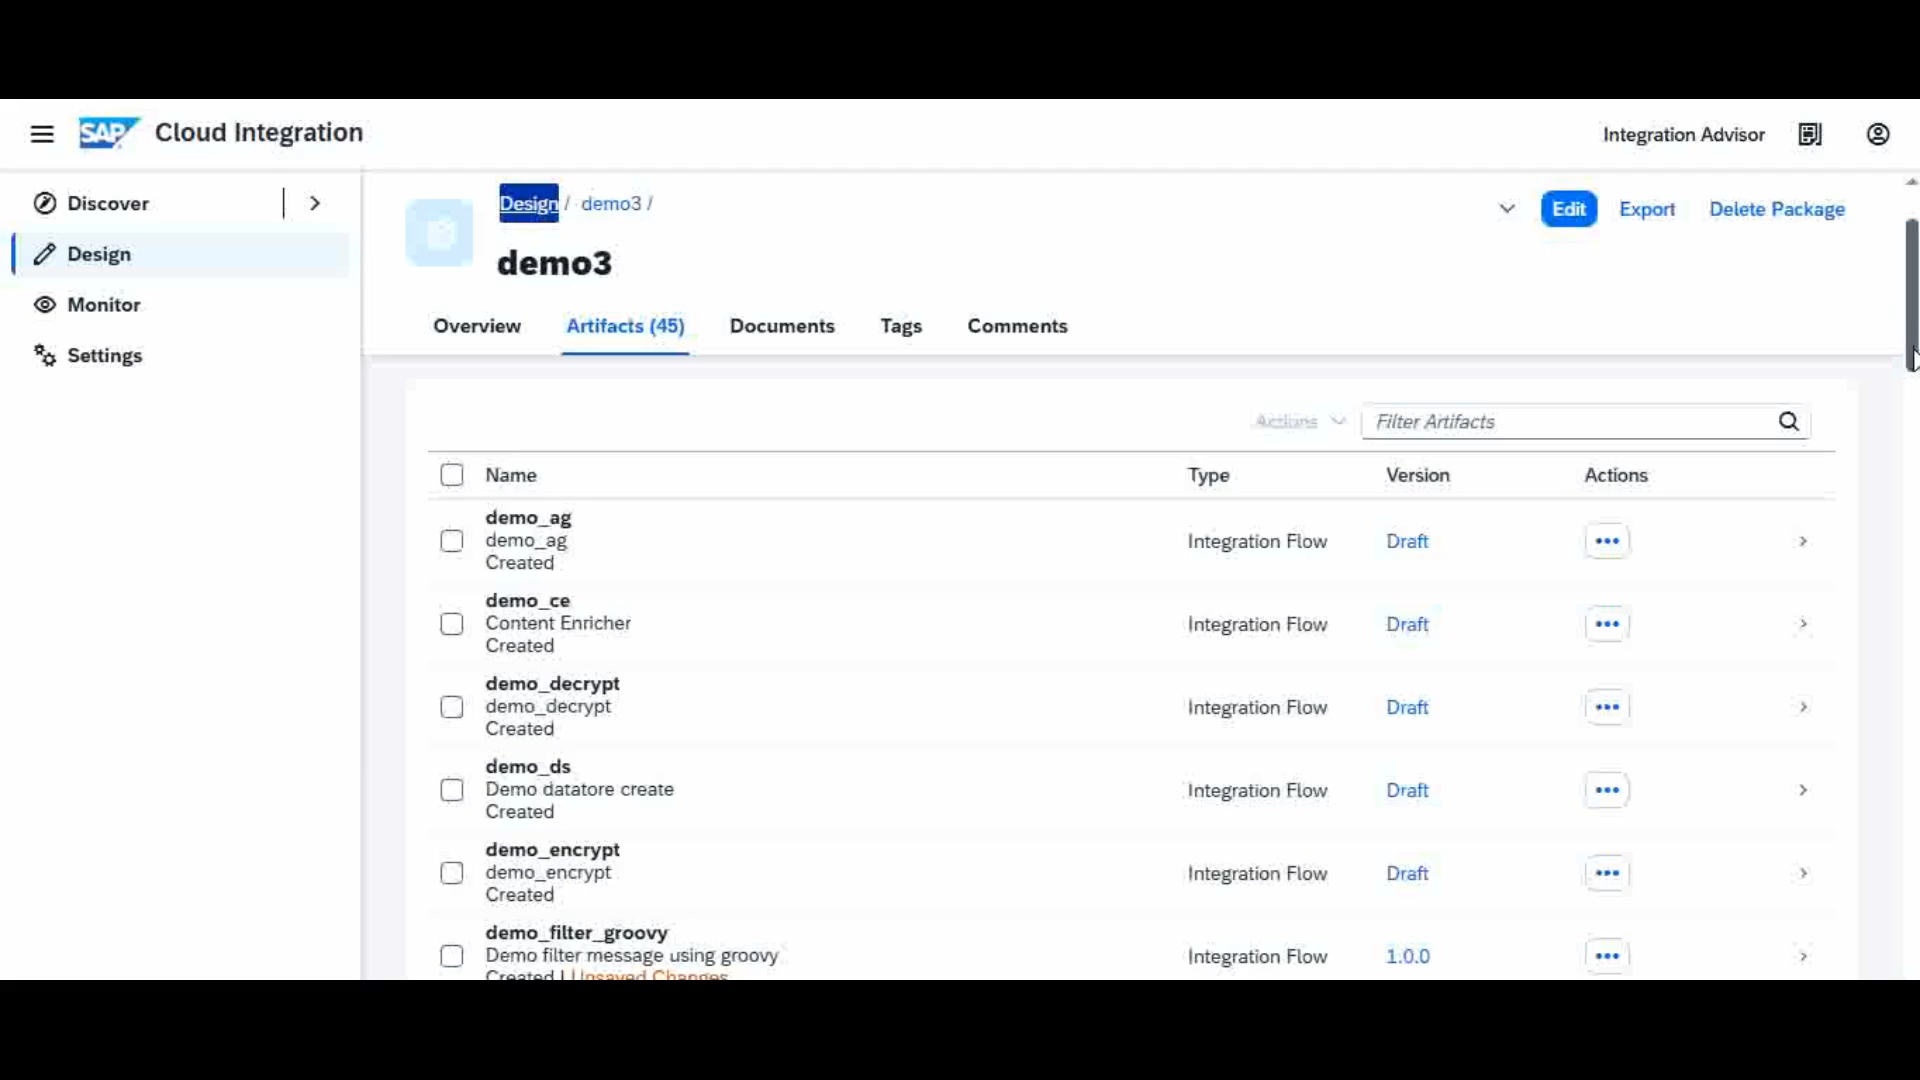 SAP Cloud Integration
Integration Advisor
Discover
Design
Monitor
Settings
Design / demo3 /
Edit Export Delete Package
demo3
Overview Artifacts (45) Documents Tags Comments
Actions Filter Artifacts
Name Type Version Actions
demo_ag
demo_ag Integration Flow Draft
Created
demo_ce
Content Enricher Integration Flow Draft
Created
demo_decrypt
demo_decrypt Integration Flow Draft
Created
demo_ds
Demo datatore create Integration Flow Draft
Created
demo_encrypt
demo_encrypt Integration Flow Draft
Created
demo_filter_groovy
Demo filter message using groovy Integration Flow 1.0.0
Created | Unsaved Changes